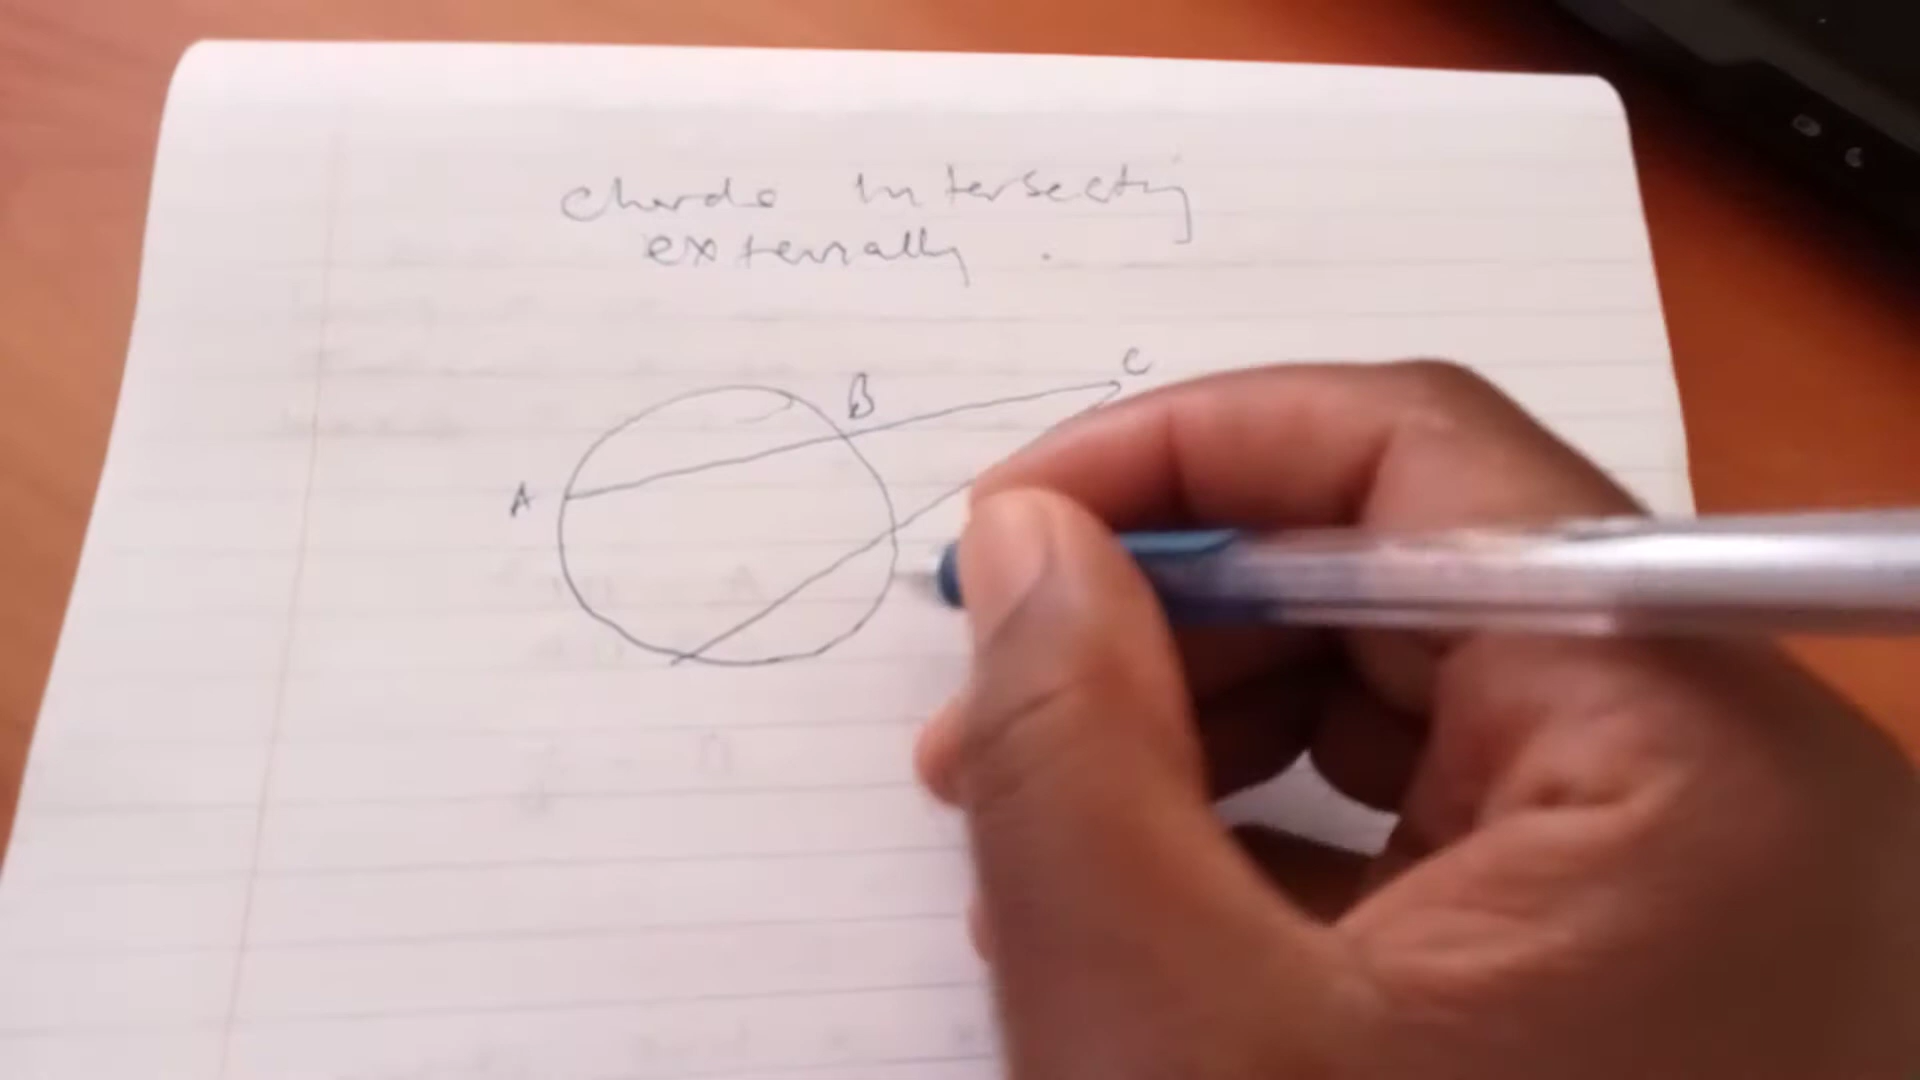 Chords Intersecting
externally .
C
B
A